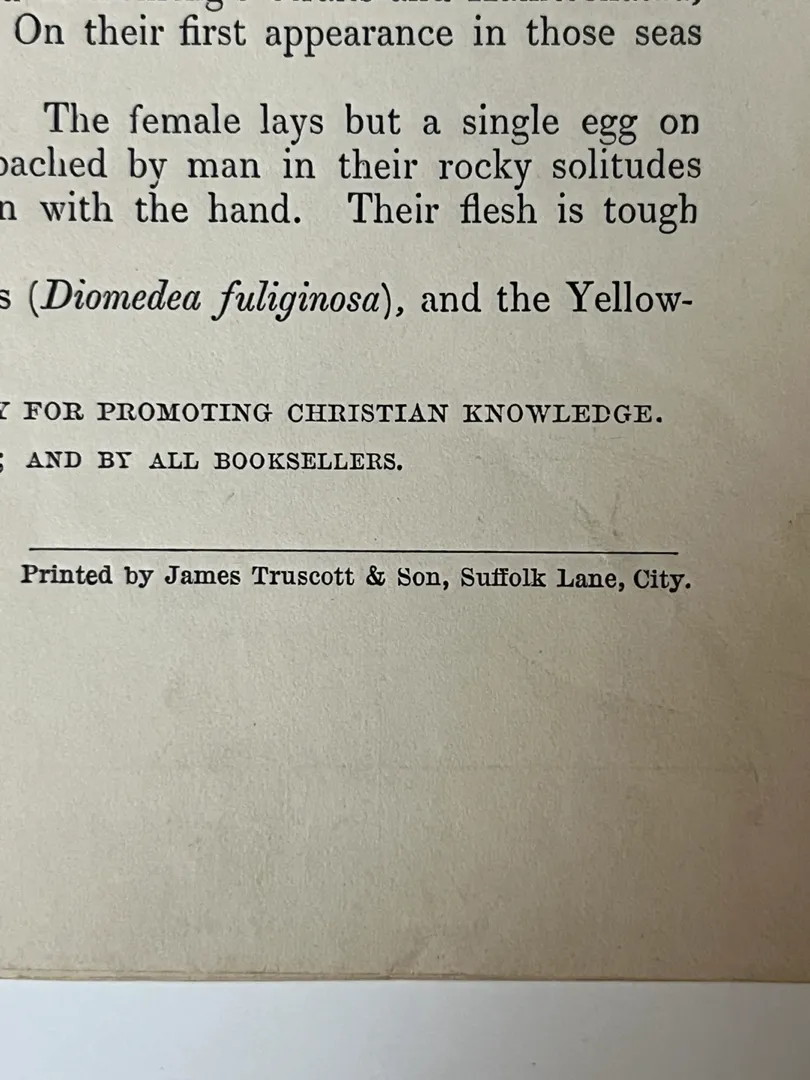 On their first appearance in those seas
The female lays but a single egg on
by man in their rocky solitudes
with the hand. Their flesh is tough
(Diomedea fuliginosa), and the Yellow-
FOR PROMOTING CHRISTIAN KNOWLEDGE.
; AND BY ALL BOOKSELLERS.
Printed by James Truscott & Son, Suffolk Lane, City.